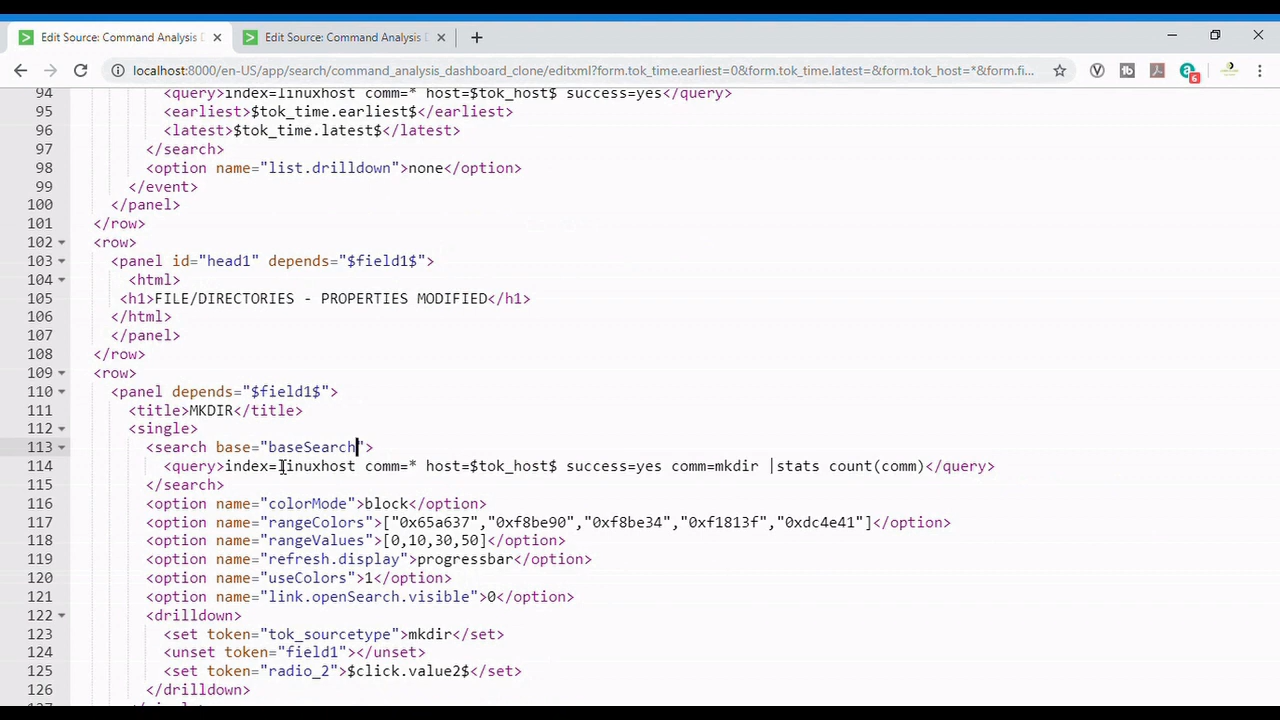 Edit Source: Command Analysis D
Edit Source: Command Analysis D
localhost:8000/en-US/app/search/command_analysis_dashboard_clone/editxml?form.tok_time.earliest=0&form.tok_time.latest=&form.tok_host=*&form.fi...
6
94 <query>index=linuxhost comm=* host=$tok_host$ success=yes</query>
95 <earliest>$tok_time.earliest$</earliest>
96 <latest>$tok_time.latest$</latest>
97 </search>
98 <option name="list.drilldown">none</option>
99 </event>
100 </panel>
101 </row>
102 <row>
103 <panel id="head1" depends="$field1$">
104 <html>
105 <h1>FILE/DIRECTORIES - PROPERTIES MODIFIED</h1>
106 </html>
107 </panel>
108 </row>
109 <row>
110 <panel depends="$field1$">
111 <title>MKDIR</title>
112 <single>
113 <search base="baseSearch">
114 <query>index=linuxhost comm=* host=$tok_host$ success=yes comm=mkdir |stats count(comm)</query>
115 </search>
116 <option name="colorMode">block</option>
117 <option name="rangeColors">["0x65a637","0xf8be90","0xf8be34","0xf1813f","0xdc4e41"]</option>
118 <option name="rangeValues">[0,10,30,50]</option>
119 <option name="refresh.display">progressbar</option>
120 <option name="useColors">1</option>
121 <option name="link.openSearch.visible">0</option>
122 <drilldown>
123 <set token="tok_sourcetype">mkdir</set>
124 <unset token="field1"></unset>
125 <set token="radio_2">$click.value2$</set>
126 </drilldown>